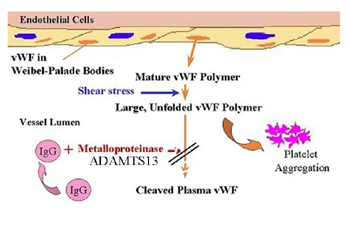 Endothelial Cells
vWF in
Weibel-Palade Bodies
Mature vWF Polymer
Shear stress
Large, Unfolded vWF Polymer
Vessel Lumen
IgG + Metalloproteinase
ADAMTS13
Platelet
Aggregation
IgG
Cleaved Plasma vWF